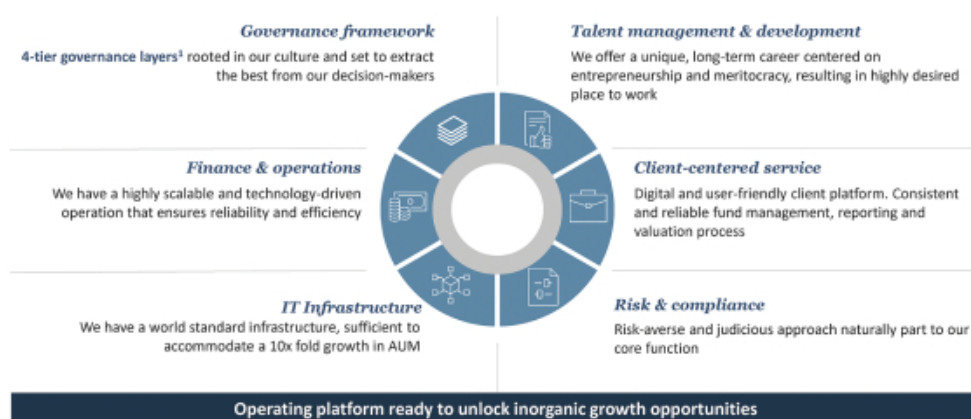 Governance framework
4-tier governance layers¹ rooted in our culture and set to extract
the best from our decision-makers
Talent management & development
We offer a unique, long-term career centered on
entrepreneurship and meritocracy, resulting in highly desired
place to work
Finance & operations
We have a highly scalable and technology-driven
operation that ensures reliability and efficiency
Client-centered service
Digital and user-friendly client platform. Consistent
and reliable fund management, reporting and
valuation process
IT Infrastructure
We have a world standard infrastructure, sufficient to
accommodate a 10x fold growth in AUM
Risk & compliance
Risk-averse and judicious approach naturally part to our
core function
Operating platform ready to unlock inorganic growth opportunities